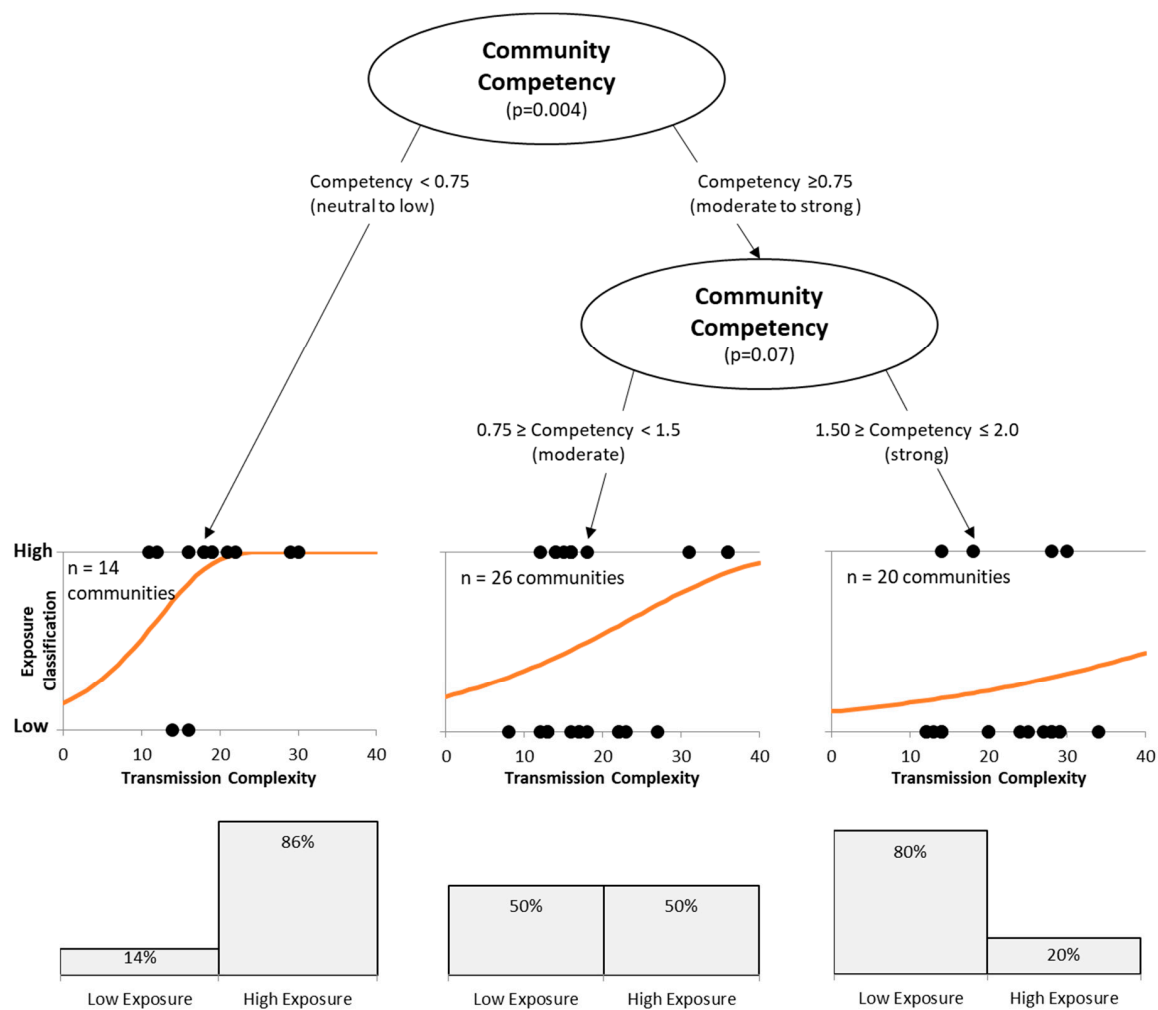 Community
Competency
(p=0.004)
Competency < 0.75
(neutral to low)
Competency ≥0.75
(moderate to strong)
Community
Competency
(p=0.07)
0.75 ≥ Competency < 1.5
(moderate)
1.50 ≥ Competency ≤ 2.0
(strong)
High
n = 14
communities
Exposure
Classification
Low
0 10 20 30 40
Transmission Complexity
n = 26 communities
0 10 20 30 40
Transmission Complexity
n = 20 communities
0 10 20 30 40
Transmission Complexity
14%
86%
Low Exposure High Exposure
50%
50%
Low Exposure High Exposure
80%
20%
Low Exposure High Exposure